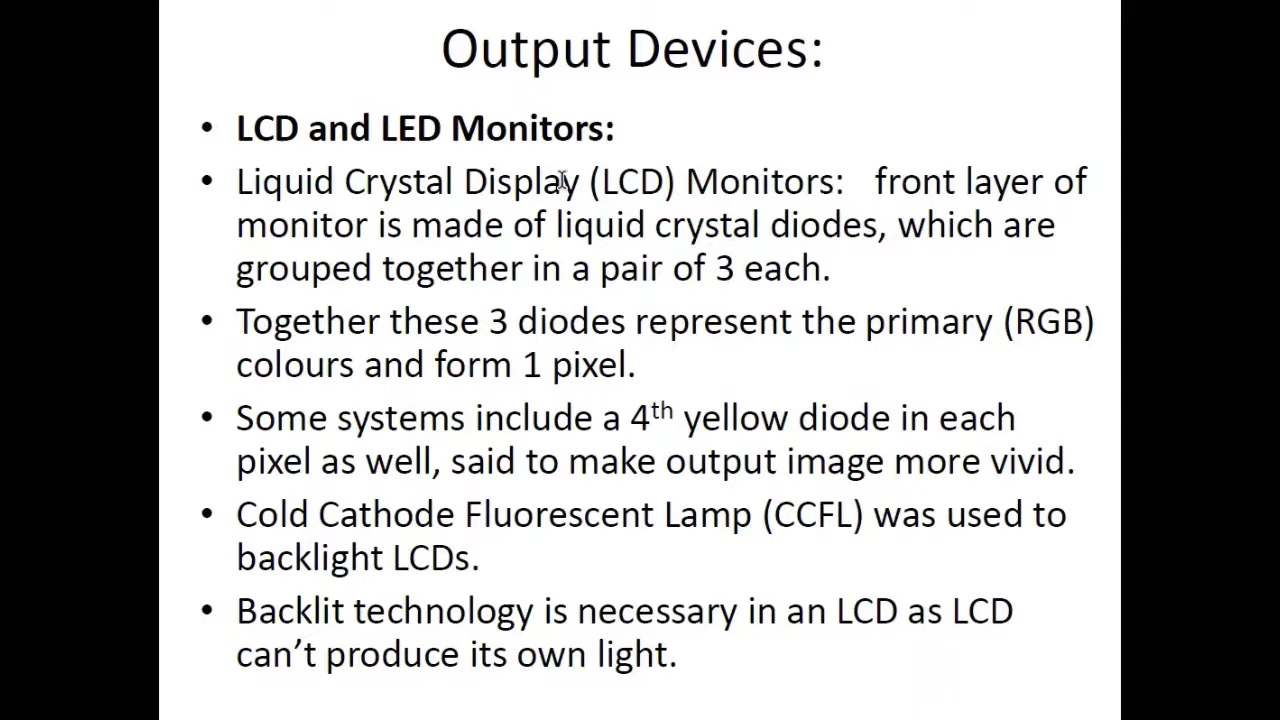 Output Devices:
• LCD and LED Monitors:
• Liquid Crystal Display (LCD) Monitors: front layer of
monitor is made of liquid crystal diodes, which are
grouped together in a pair of 3 each.
• Together these 3 diodes represent the primary (RGB)
colours and form 1 pixel.
• Some systems include a 4th yellow diode in each
pixel as well, said to make output image more vivid.
• Cold Cathode Fluorescent Lamp (CCFL) was used to
backlight LCDs.
• Backlit technology is necessary in an LCD as LCD
can’t produce its own light.